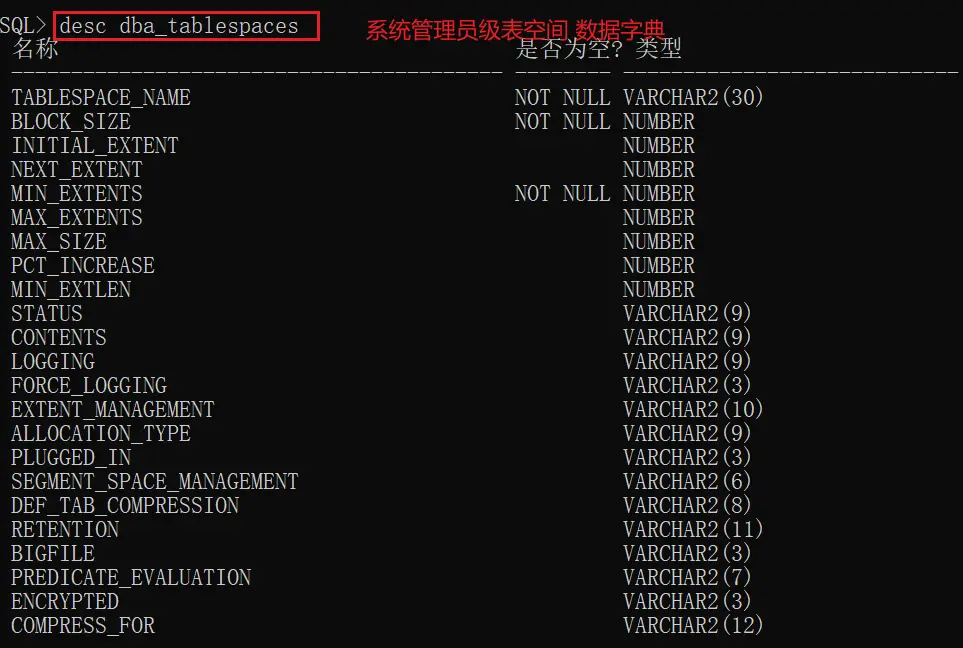 SQL> desc dba_tablespaces 系统管理员级表空间 数据字典
名称 是否为空? 类型
----------------------------------------- -------- ----------------------------
TABLESPACE_NAME NOT NULL VARCHAR2(30)
BLOCK_SIZE NOT NULL NUMBER
INITIAL_EXTENT NUMBER
NEXT_EXTENT NUMBER
MIN_EXTENTS NOT NULL NUMBER
MAX_EXTENTS NUMBER
MAX_SIZE NUMBER
PCT_INCREASE NUMBER
MIN_EXTLEN NUMBER
STATUS VARCHAR2(9)
CONTENTS VARCHAR2(9)
LOGGING VARCHAR2(9)
FORCE_LOGGING VARCHAR2(3)
EXTENT_MANAGEMENT VARCHAR2(10)
ALLOCATION_TYPE VARCHAR2(9)
PLUGGED_IN VARCHAR2(3)
SEGMENT_SPACE_MANAGEMENT VARCHAR2(6)
DEF_TAB_COMPRESSION VARCHAR2(8)
RETENTION VARCHAR2(11)
BIGFILE VARCHAR2(3)
PREDICATE_EVALUATION VARCHAR2(7)
ENCRYPTED VARCHAR2(3)
COMPRESS_FOR VARCHAR2(12)